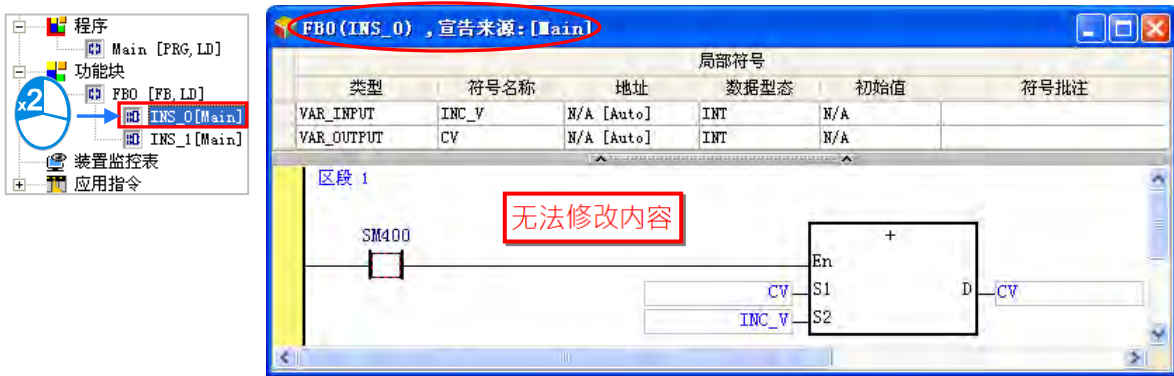 程序
Main [PRG,LD]
功能块
FB0 [FB,LD]
x2
INS_0[Main]
INS_1[Main]
装置监控表
应用指令
FB0(INS_0) ,宣告来源:[Main]
局部符号
类型 符号名称 地址 数据型态 初始值 符号批注
VAR_INPUT INC_V N/A [Auto] INT N/A
VAR_OUTPUT CV N/A [Auto] INT N/A
区段 1
无法修改内容
SM400
+
En
CV S1 D CV
INC_V S2